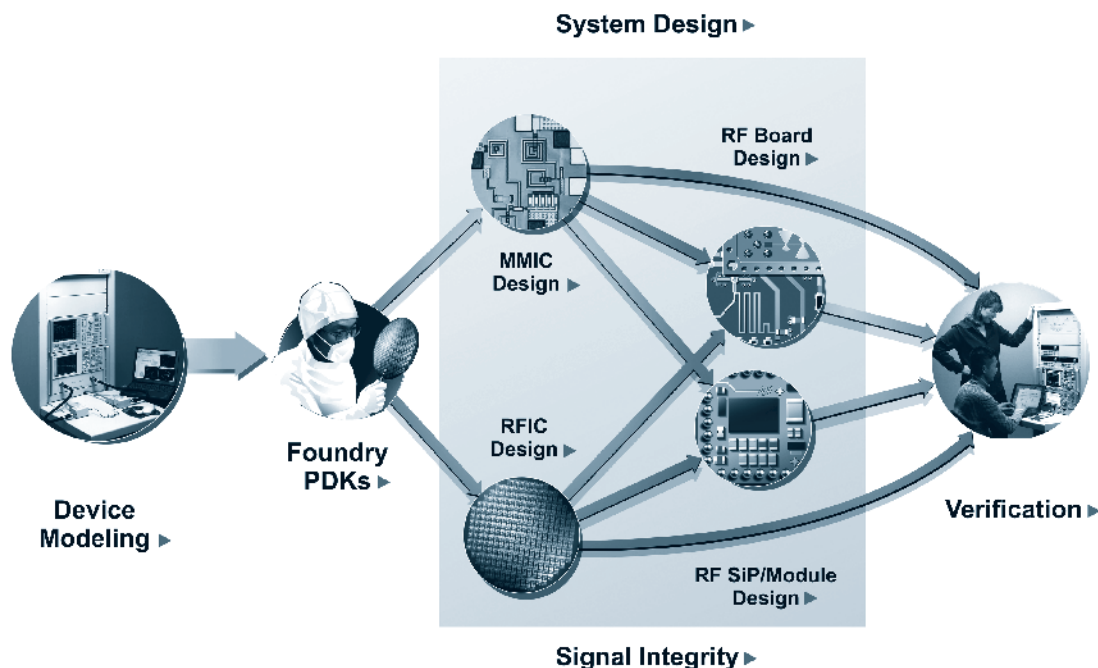 System Design ▸
RF Board
Design ▸
MMIC
Design ▸
RFIC
Design ▸
Foundry
PDKs ▸
Device
Modeling ▸
Verification ▸
RF SiP/Module
Design ▸
Signal Integrity ▸